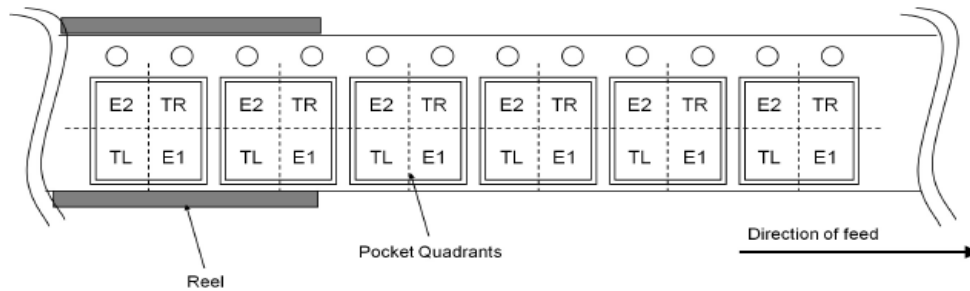 E2 TR E2 TR E2 TR E2 TR E2 TR E2 TR
TL E1 TL E1 TL E1 TL E1 TL E1 TL E1
Direction of feed
Pocket Quadrants
Reel